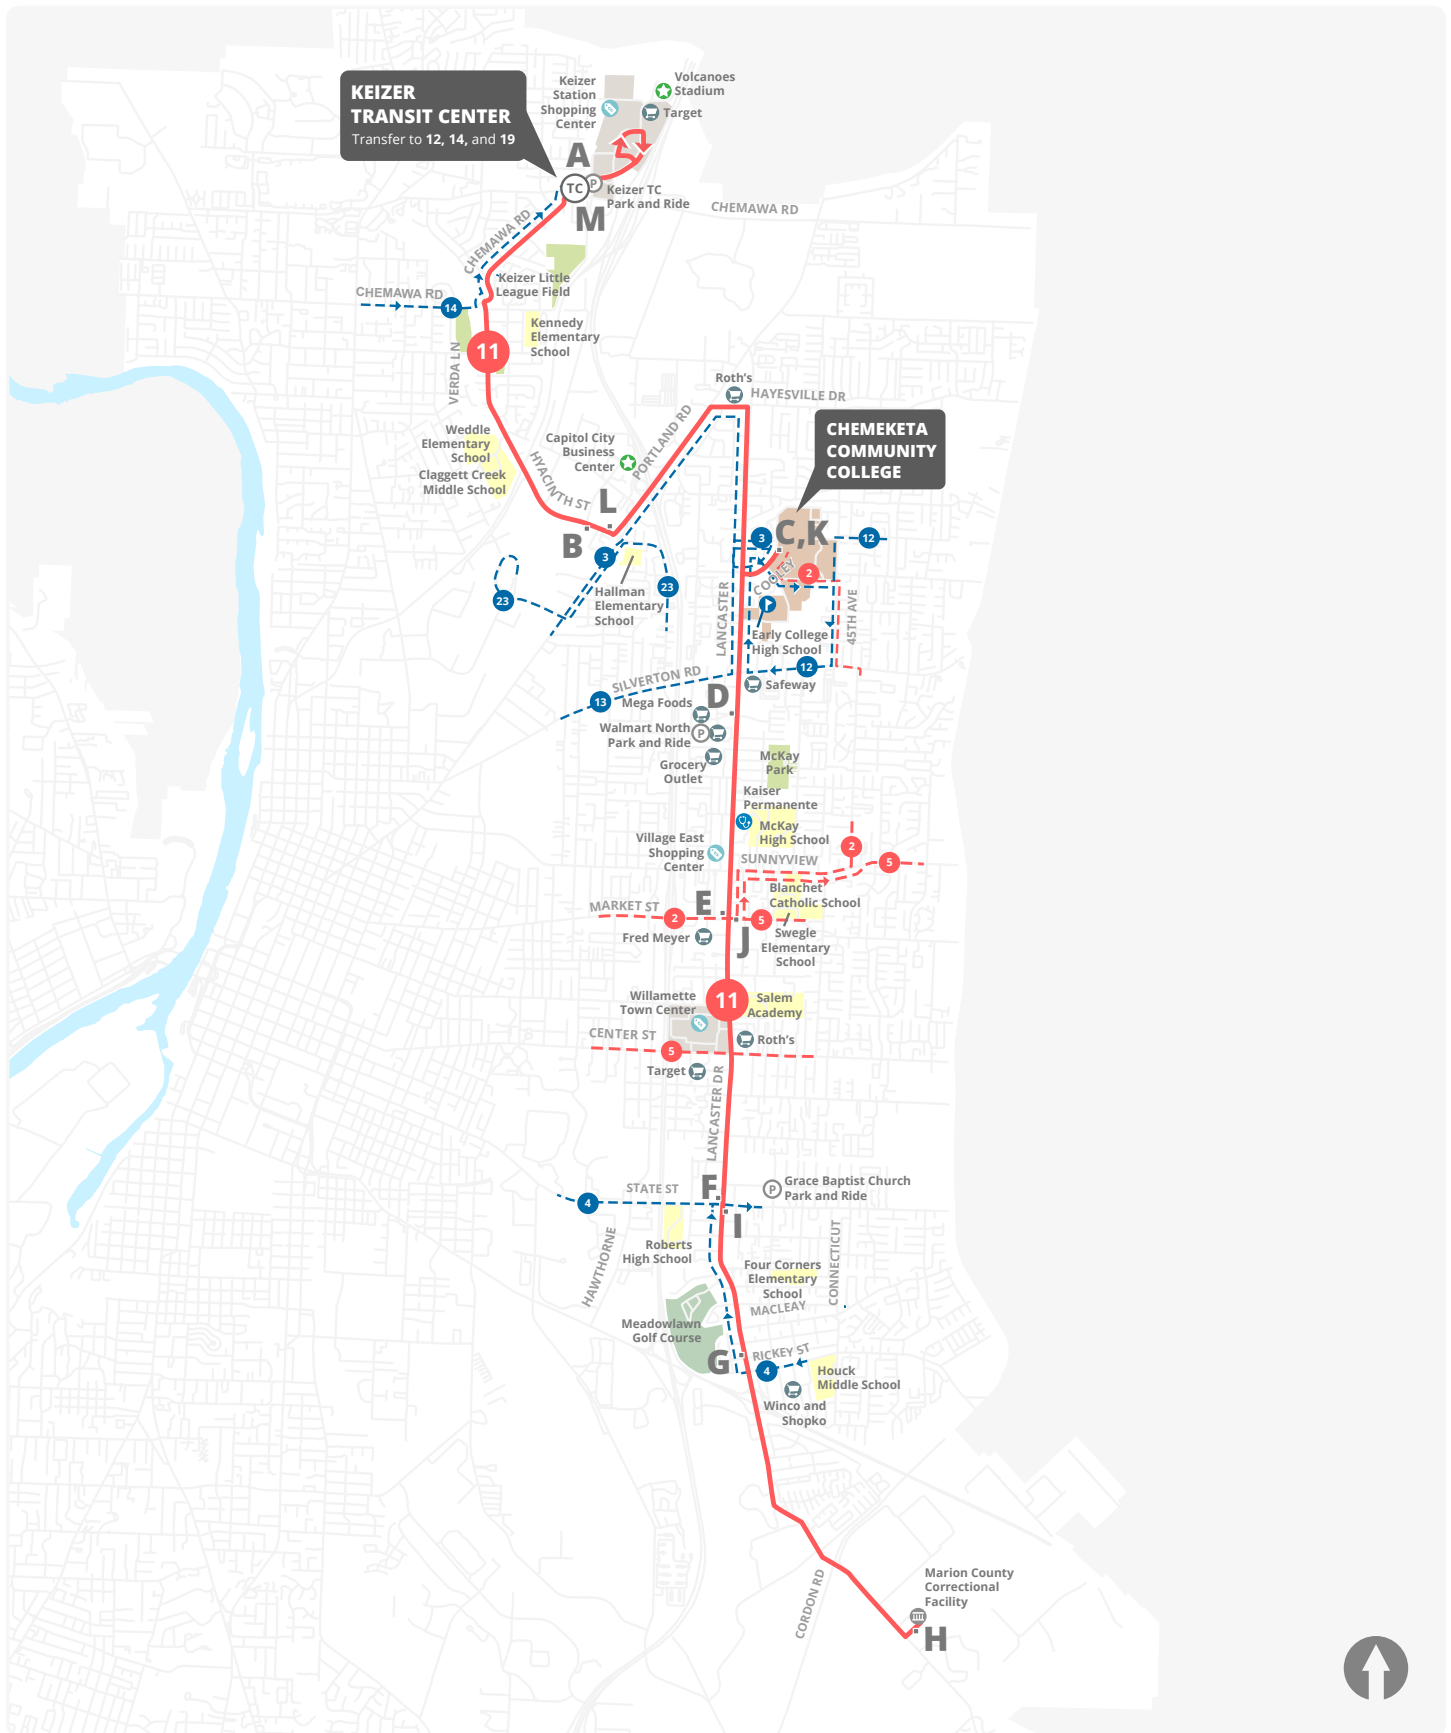 Volcanoes
Stadium
Keizer
Station
Shopping
Center
Target
KEIZER
TRANSIT CENTER
Transfer to 12, 14, and 19
A
TC
P
Keizer TC
Park and Ride
M
CHEMAWA RD
CHEMAWA RD
Keizer Little
League Field
CHEMAWA RD
14
Kennedy
Elementary
School
11
VERDA LN
Roth's
HAYESVILLE DR
CHEMEKETA
COMMUNITY
COLLEGE
Weddle
Elementary
School
Claggett Creek
Middle School
Capitol City
Business
Center
PORTLAND RD
HYACINTH ST
L
B
3
C,K
3
12
2
COOLEY
23
23
Hallman
Elementary
School
LANCASTER
45TH AVE
Early College
High School
12
SILVERTON RD
Safeway
13
Mega Foods
D
Walmart North
Park and Ride
P
Grocery
Outlet
McKay
Park
Kaiser
Permanente
McKay
High School
Village East
Shopping
Center
SUNNYVIEW
2
5
Blanchet
Catholic School
MARKET ST
E
2
5
Fred Meyer
J
Swegle
Elementary
School
Willamette
Town Center
11
Salem
Academy
CENTER ST
Roth's
5
Target
LANCASTER DR
STATE ST
F
P
Grace Baptist Church
Park and Ride
4
I
Roberts
High School
HAWTHORNE
Four Corners
Elementary
School
CONNECTICUT
MACLEAY
Meadowlawn
Golf Course
G
RICKEY ST
4
Houck
Middle School
Winco and
Shopko
CORDON RD
Marion County
Correctional
Facility
H